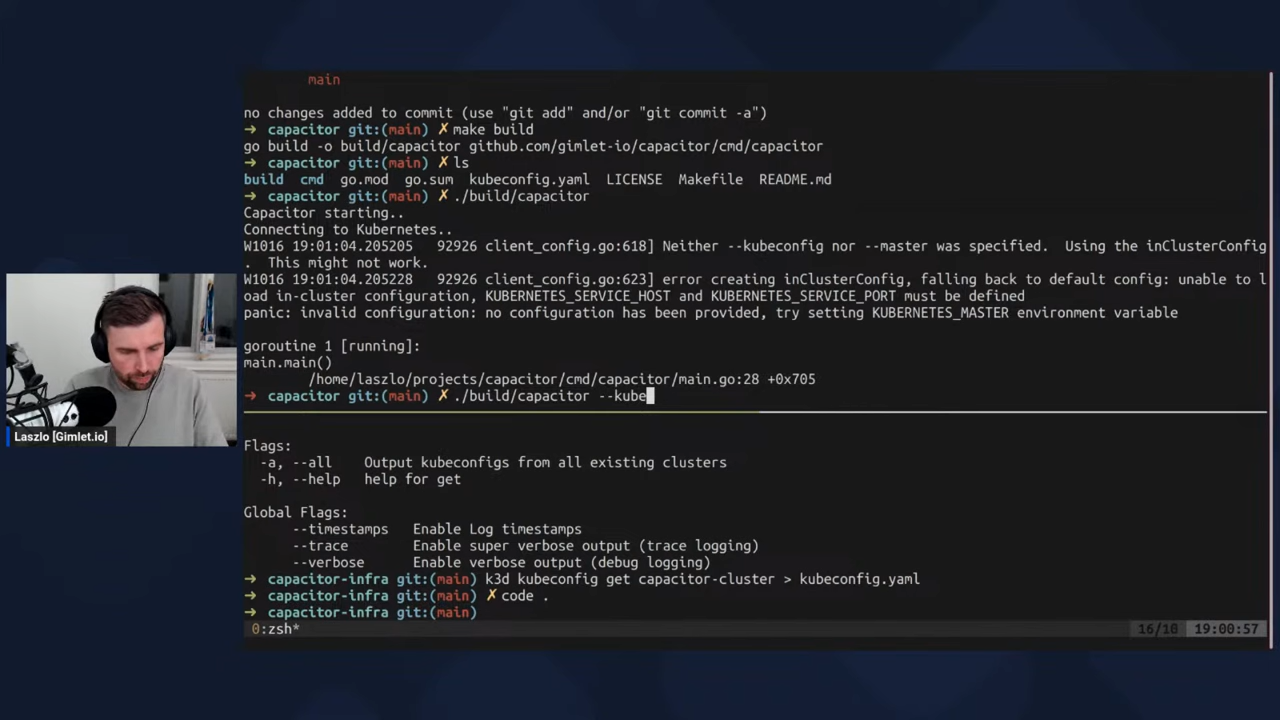 main
no changes added to commit (use "git add" and/or "git commit -a")
➜ capacitor git:(main) ✗ make build
go build -o build/capacitor github.com/gimlet-io/capacitor/cmd/capacitor
➜ capacitor git:(main) ✗ ls
build cmd go.mod go.sum kubeconfig.yaml LICENSE Makefile README.md
➜ capacitor git:(main) ✗ ./build/capacitor
Capacitor starting..
Connecting to Kubernetes..
W1016 19:01:04.205205 92926 client_config.go:618] Neither --kubeconfig nor --master was specified. Using the inClusterConfig
. This might not work.
W1016 19:01:04.205228 92926 client_config.go:623] error creating inClusterConfig, falling back to default config: unable to l
oad in-cluster configuration, KUBERNETES_SERVICE_HOST and KUBERNETES_SERVICE_PORT must be defined
panic: invalid configuration: no configuration has been provided, try setting KUBERNETES_MASTER environment variable
goroutine 1 [running]:
main.main()
/home/laszlo/projects/capacitor/cmd/capacitor/main.go:28 +0x705
➜ capacitor git:(main) ✗ ./build/capacitor --kube
Laszlo [Gimlet.io]
Flags:
-a, --all Output kubeconfigs from all existing clusters
-h, --help help for get
Global Flags:
--timestamps Enable Log timestamps
--trace Enable super verbose output (trace logging)
--verbose Enable verbose output (debug logging)
➜ capacitor-infra git:(main) k3d kubeconfig get capacitor-cluster > kubeconfig.yaml
➜ capacitor-infra git:(main) ✗ code .
➜ capacitor-infra git:(main)
0:zsh* 16/10 19:00:57